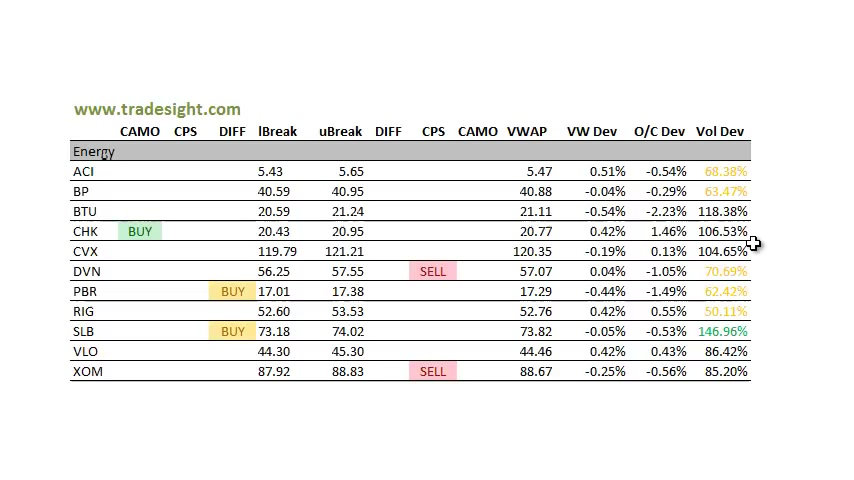 www.tradesight.com
CAMO CPS DIFF lBreak uBreak DIFF CPS CAMO VWAP VW Dev O/C Dev Vol Dev
Energy
ACI 5.43 5.65 5.47 0.51% -0.54% 68.38%
BP 40.59 40.95 40.88 -0.04% -0.29% 63.47%
BTU 20.59 21.24 21.11 -0.54% -2.23% 118.38%
CHK BUY 20.43 20.95 20.77 0.42% 1.46% 106.53%
CVX 119.79 121.21 120.35 -0.19% 0.13% 104.65%
DVN 56.25 57.55 SELL 57.07 0.04% -1.05% 70.69%
PBR BUY 17.01 17.38 17.29 -0.44% -1.49% 62.42%
RIG 52.60 53.53 52.76 0.42% 0.55% 50.11%
SLB BUY 73.18 74.02 73.82 -0.05% -0.53% 146.96%
VLO 44.30 45.30 44.46 0.42% 0.43% 86.42%
XOM 87.92 88.83 SELL 88.67 -0.25% -0.56% 85.20%